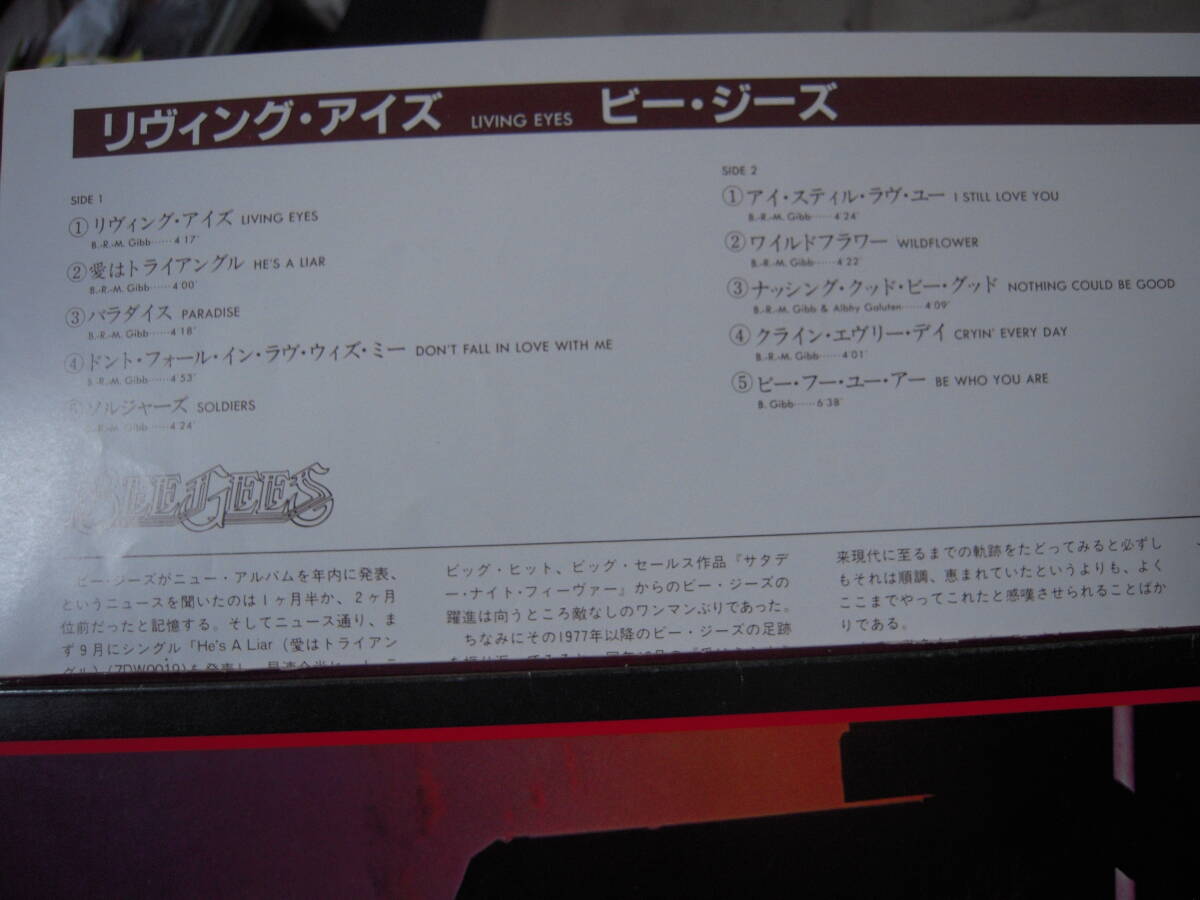 リヴィング・アイズ LIVING EYES ビー・ジーズ
SIDE 1
①リヴィング・アイズ LIVING EYES
B.-R.-M. Gibb……4′17″
②愛はトライアングル HE'S A LIAR
B.-R.-M. Gibb……4′00″
③パラダイス PARADISE
B.-R.-M. Gibb……4′18″
④ドント・フォール・イン・ラヴ・ウィズ・ミー DON'T FALL IN LOVE WITH ME
B.-R.-M. Gibb……4′53″
⑤ソルジャーズ SOLDIERS
B.-R.-M. Gibb……4′24″
SIDE 2
①アイ・スティル・ラヴ・ユー I STILL LOVE YOU
B.-R.-M. Gibb……4′24″
②ワイルドフラワー WILDFLOWER
B.-R.-M. Gibb……4′22″
③ナッシング・クッド・ビー・グッド NOTHING COULD BE GOOD
B.-R.-M. Gibb & Albhy Galuten……4′09″
④クライン・エヴリー・デイ CRYIN' EVERY DAY
B.-R.-M. Gibb……4′01″
⑤ビー・フー・ユー・アー BE WHO YOU ARE
B. Gibb……6′38″
BEE GEES
ビー・ジーズがニュー・アルバムを年内に発表、
というニュースを聞いたのは1ヶ月半か、2ヶ月
位前だったと記憶する。そしてニュース通り、ま
ず9月にシングル「He's A Liar（愛はトライアン
グル）(7DW0019)を発表し、
ビッグ・ヒット、ビッグ・セールス作品『サタデ
ー・ナイト・フィーヴァー』からのビー・ジーズの
躍進は向うところ敵なしのワンマンぶりであった。
ちなみにその1977年以降のビー・ジーズの足跡
来現代に至るまでの軌跡をたどってみると必ずし
もそれは順調、恵まれていたというよりも、よく
ここまでやってこれたと感嘆させられることばか
りである。